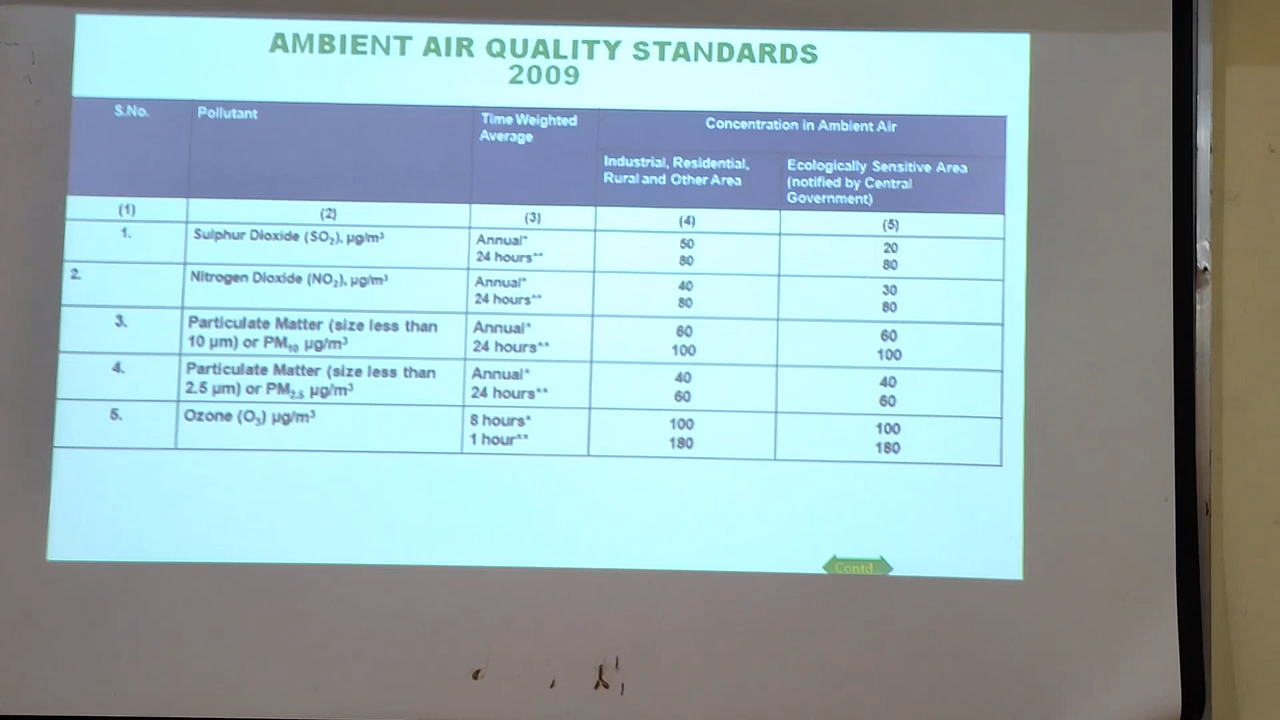 AMBIENT AIR QUALITY STANDARDS
2009
S.No. Pollutant Time Weighted Average Concentration in Ambient Air
Industrial, Residential, Rural and Other Area Ecologically Sensitive Area (notified by Central Government)
(1) (2) (3) (4) (5)
1. Sulphur Dioxide (SO₂), µg/m³ Annual* 50 20
24 hours** 80 80
2. Nitrogen Dioxide (NO₂), µg/m³ Annual* 40 30
24 hours** 80 80
3. Particulate Matter (size less than Annual* 60 60
10 µm) or PM₁₀ µg/m³ 24 hours** 100 100
4. Particulate Matter (size less than Annual* 40 40
2.5 µm) or PM₂.₅ µg/m³ 24 hours** 60 60
5. Ozone (O₃) µg/m³ 8 hours* 100 100
1 hour** 180 180
Contd...